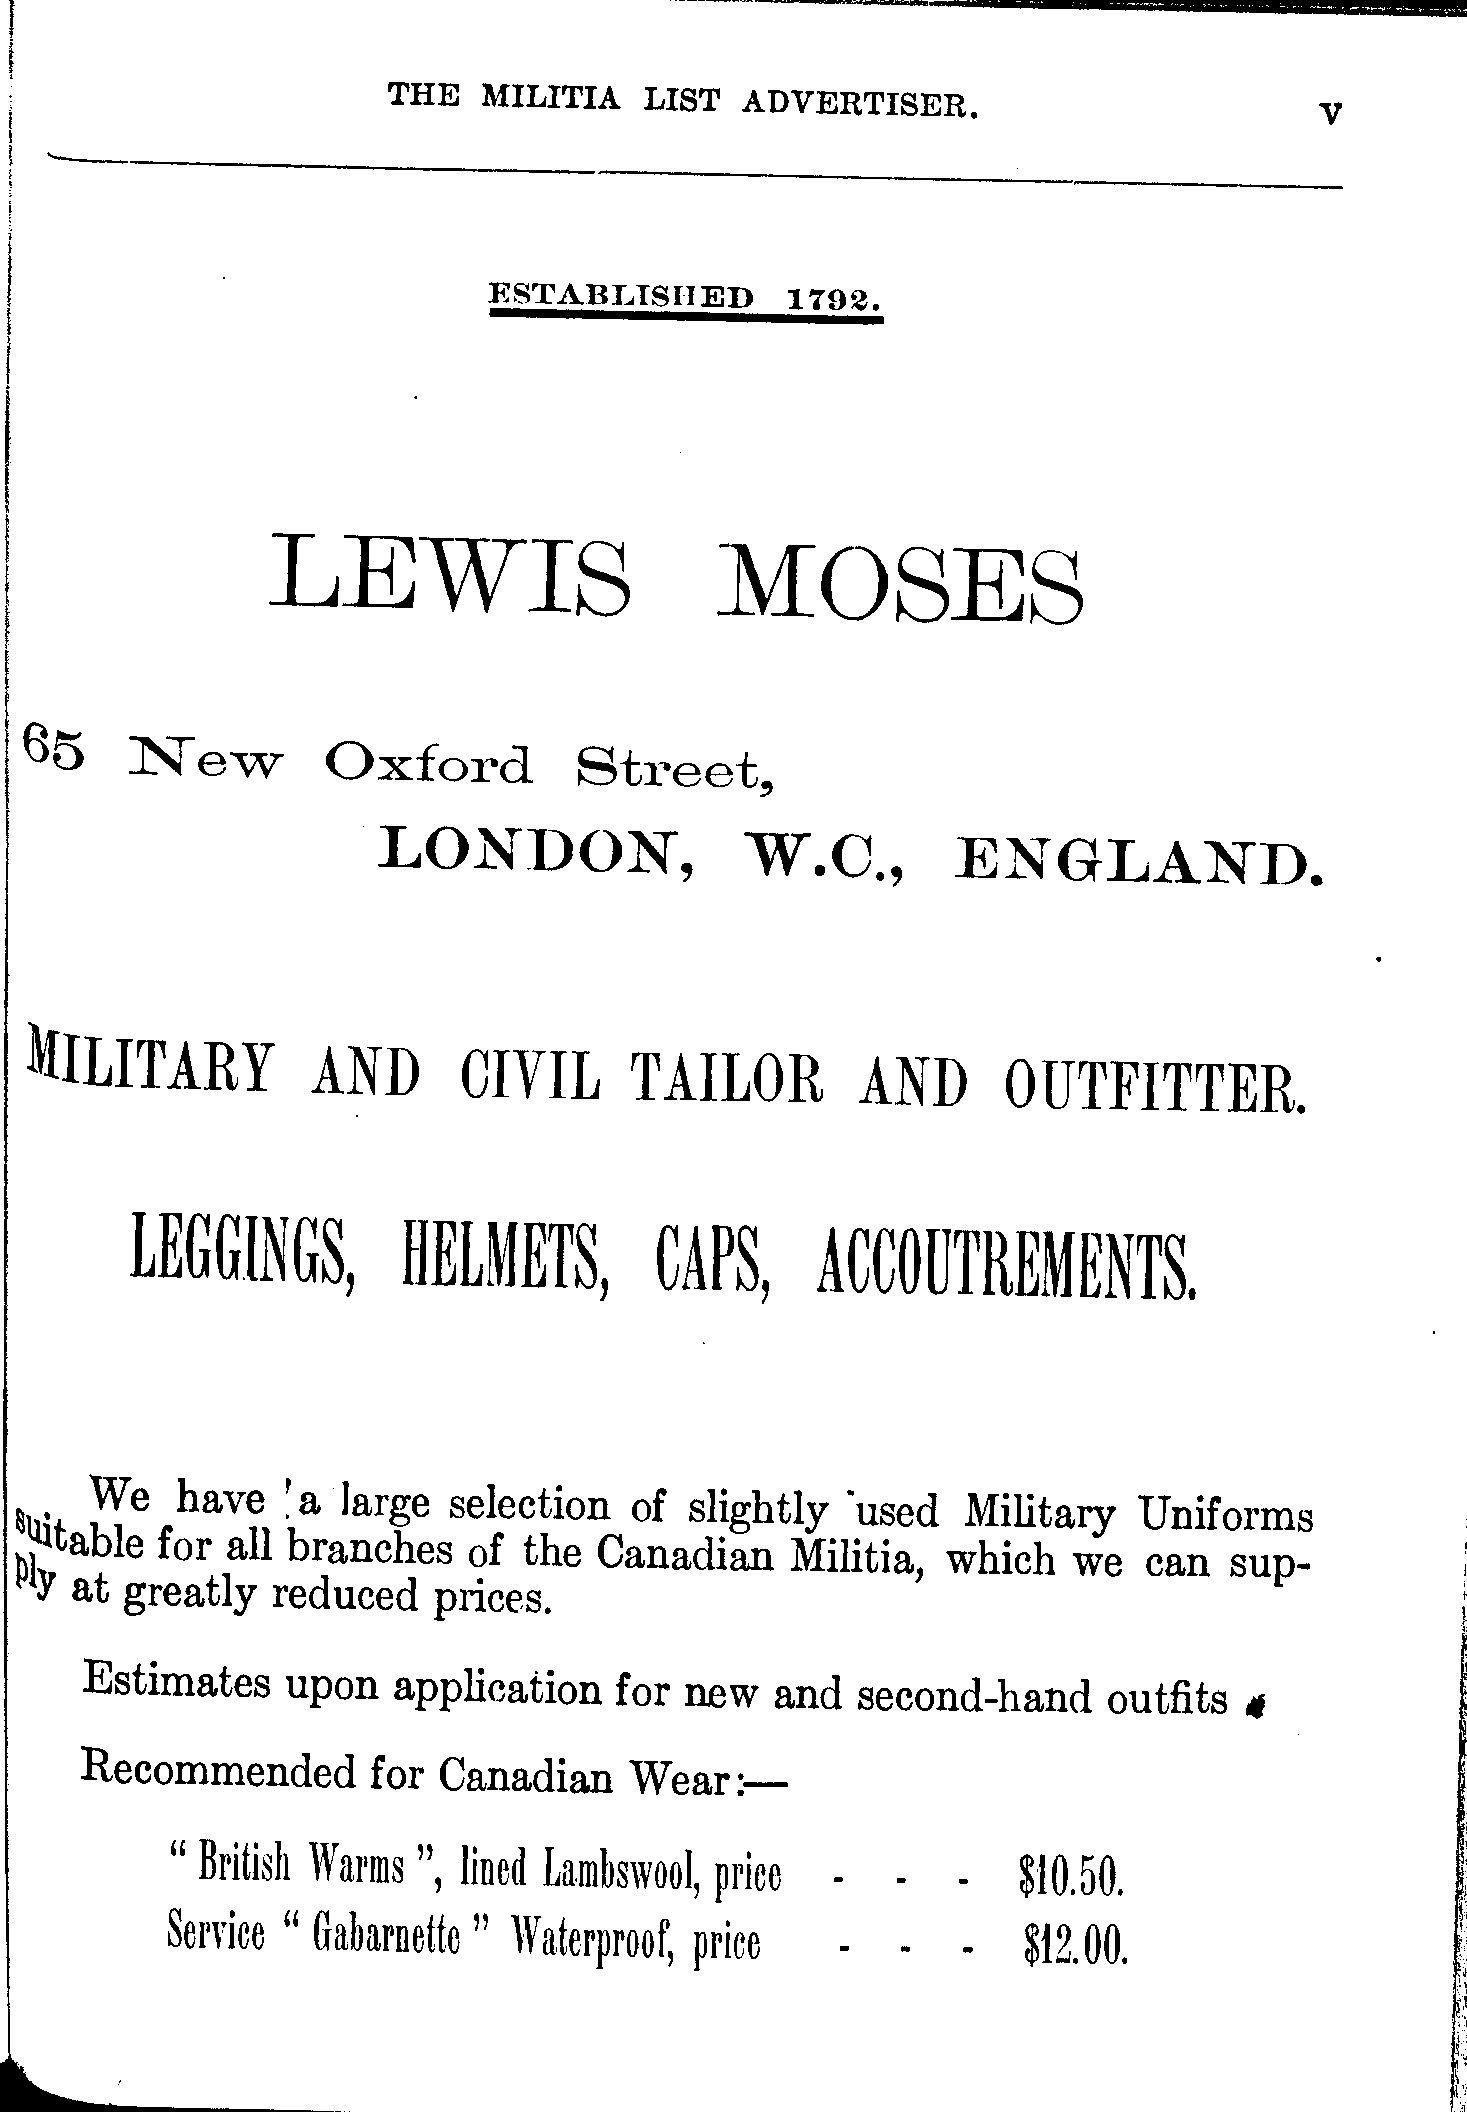 THE MILITIA LIST ADVERTISER. V
ESTABLISHED 1792.
LEWIS MOSES
65 New Oxford Street,
LONDON, W.C., ENGLAND.
MILITARY AND CIVIL TAILOR AND OUTFITTER.
LEGGINGS, HELMETS, CAPS, ACCOUTREMENTS.
We have a large selection of slightly used Military Uniforms
suitable for all branches of the Canadian Militia, which we can sup-
ply at greatly reduced prices.
Estimates upon application for new and second-hand outfits.
Recommended for Canadian Wear:—
“ British Warms ”, lined Lambswool, price - - - $10.50.
Service “ Gabarnette ” Waterproof, price - - - $12.00.